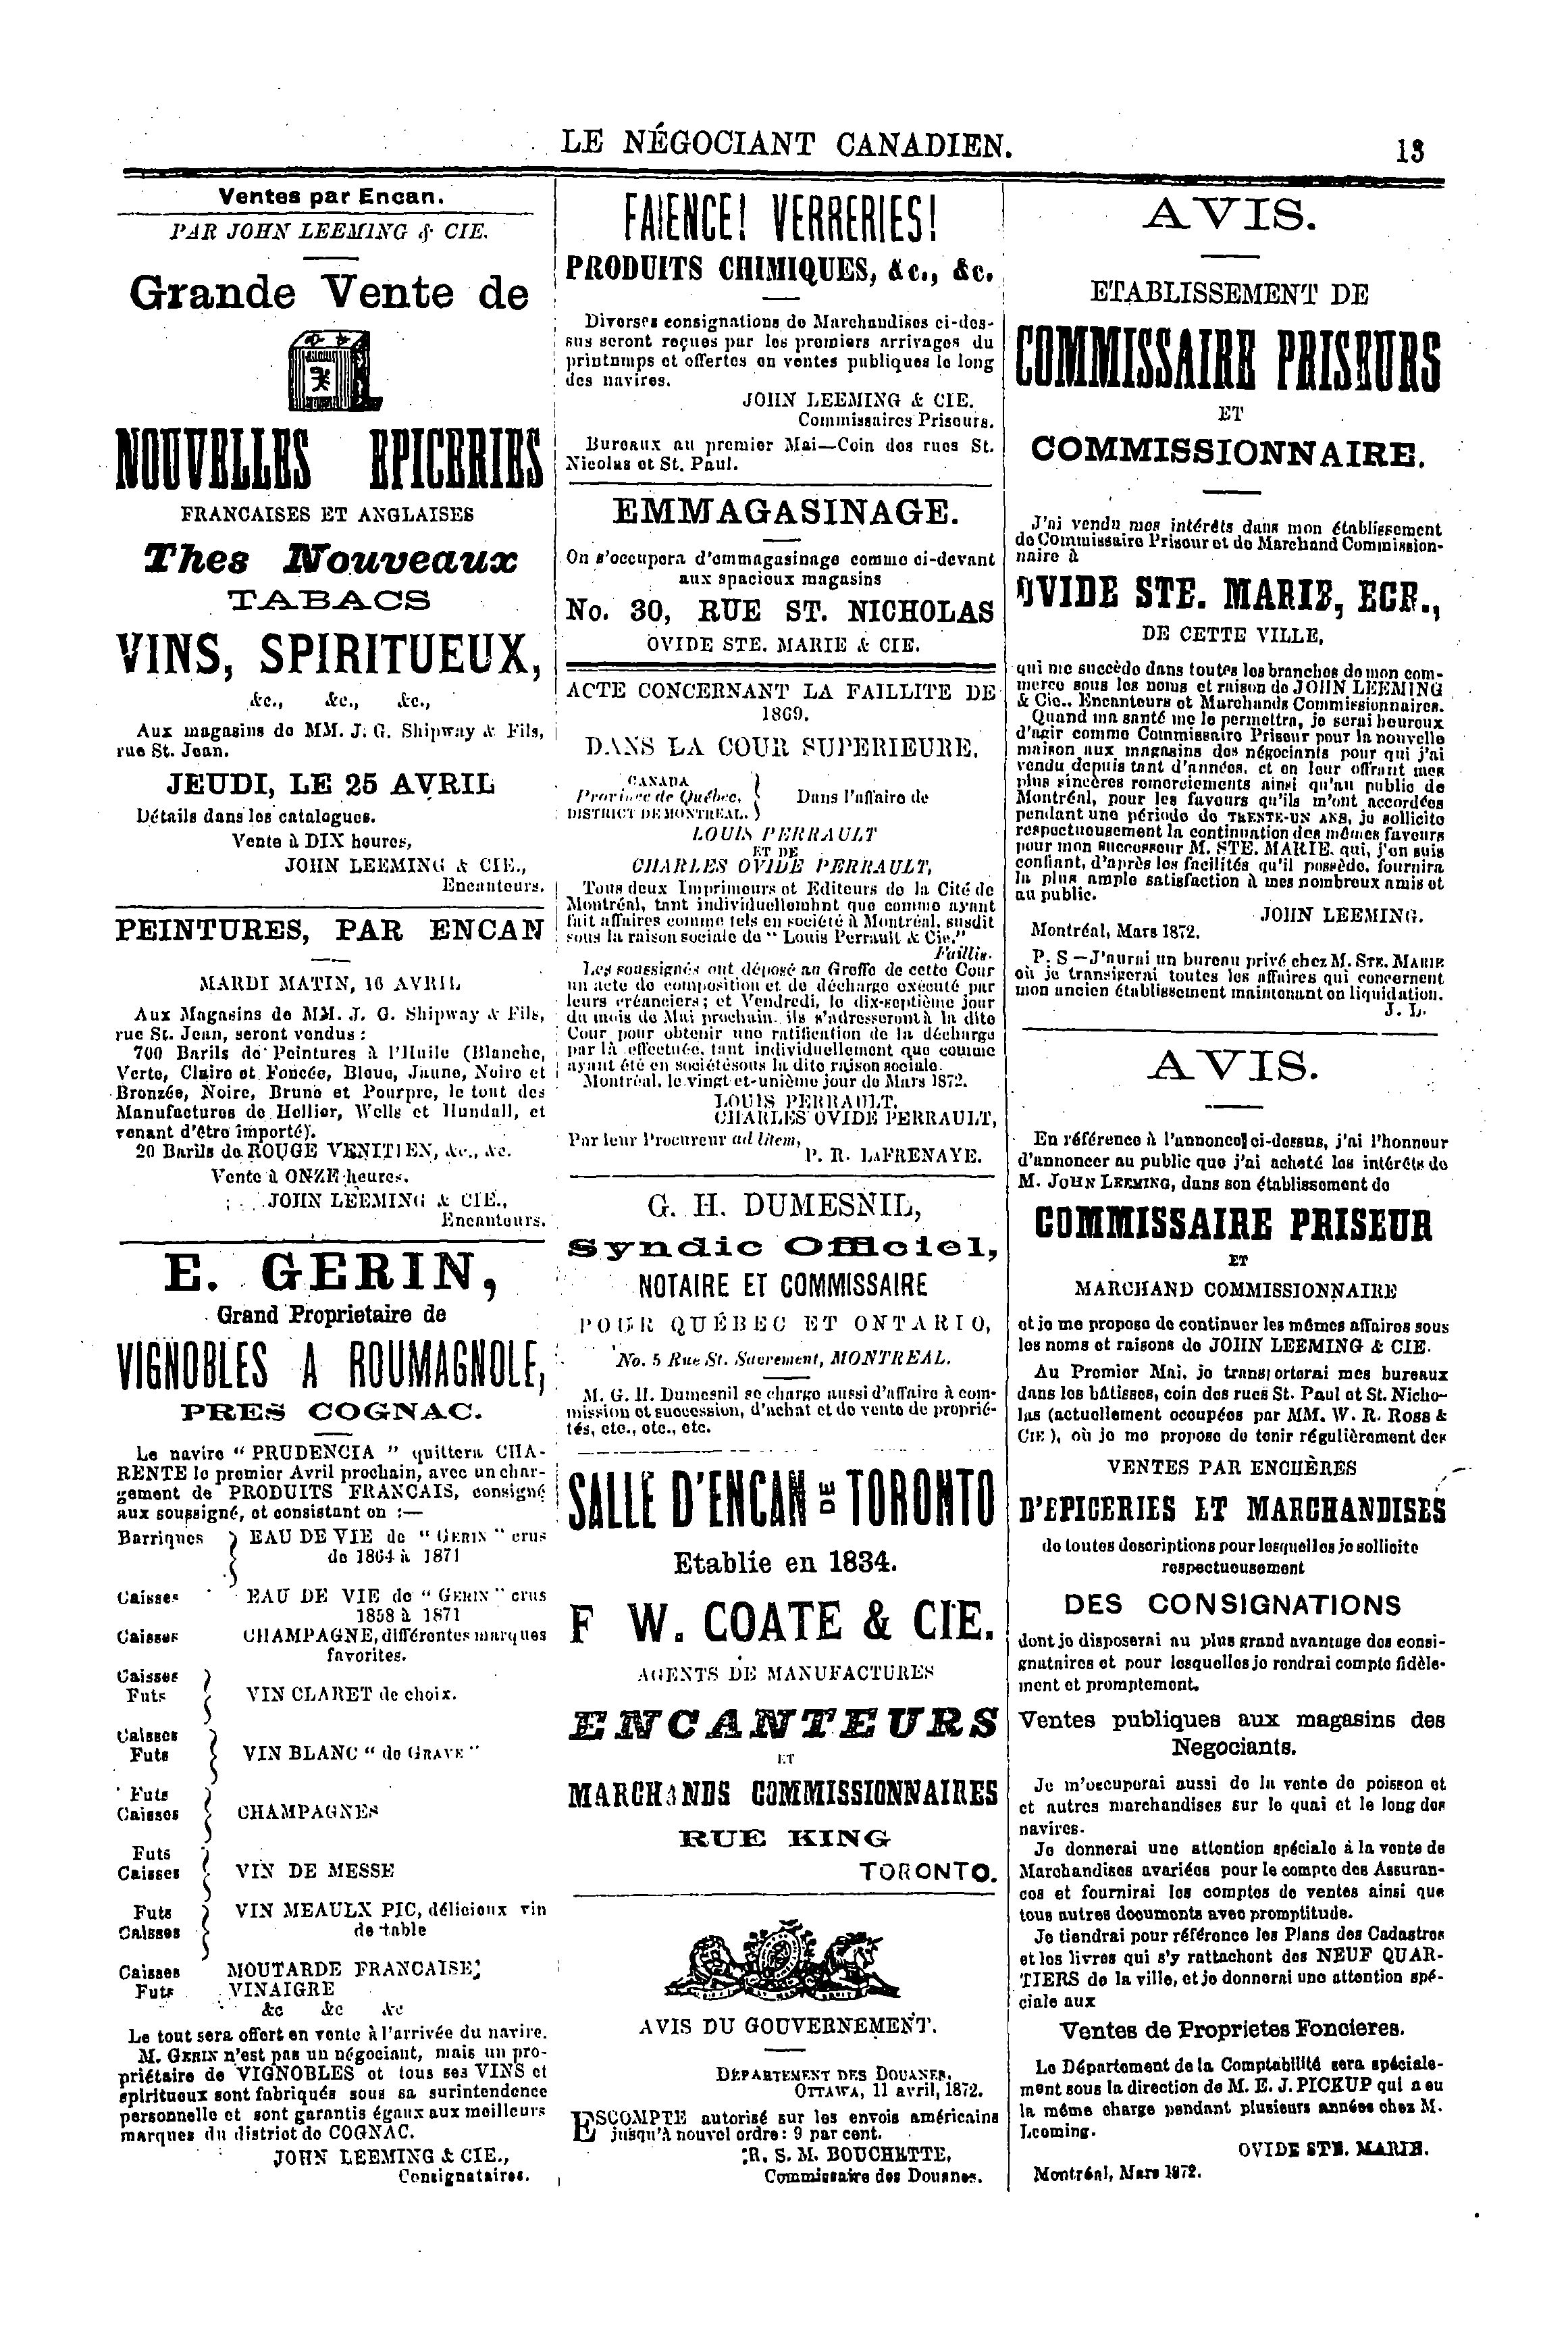 LE NÉGOCIANT CANADIEN.
13
Ventes par Encan.
PAR JOHN LEEMING & CIE.
Grande Vente de
NOUVELLES EPICERIES
FRANCAISES ET ANGLAISES
Thes Nouveaux
TABACS
VINS, SPIRITUEUX,
&c., &c., &c.,
Aux magasins de MM. J. G. Shipway & Fils,
rue St. Jean.
JEUDI, LE 25 AVRIL
Détails dans les catalogues.
Vente à DIX heures,
JOHN LEEMING & CIE.,
Encanteurs.
PEINTURES, PAR ENCAN
MARDI MATIN, 16 AVRIL
Aux Magasins de MM. J. G. Shipway & Fils,
rue St. Jean, seront vendus :
700 Barils de Peintures à l'Huile (Blanche,
Verte, Claire et Foncée, Bleue, Jaune, Noire et
Bronzée, Noire, Brune et Pourpre, le tout des
Manufactures de Hellier, Wells et Hundall, et
venant d'être importé).
20 Barils de ROUGE VENITIEN, &c., &c.
Vente à ONZE heures.
JOHN LEEMING & CIE.,
Encanteurs.
E. GERIN,
Grand Proprietaire de
VIGNOBLES A ROUMAGNOLE,
PRES COGNAC.
Le navire " PRUDENCIA " quittera CHA-
RENTE le premier Avril prochain, avec un char-
gement de PRODUITS FRANCAIS, consigné
aux soussigné, et consistant en :—
Barriques } EAU DE VIE de " GERIN " crus
de 1864 à 1871
Caisses EAU DE VIE de " GERIN " crus
1858 à 1871
Caisses CHAMPAGNE, différentes marques
favorites.
Caisses
Futs } VIN CLARET de choix.
Caisses
Futs } VIN BLANC " de GRAVE "
Futs
Caisses } CHAMPAGNES
Futs
Caisses } VIN DE MESSE
Futs } VIN MEAULX PIC, délicieux vin
Caisses de table
Caisses MOUTARDE FRANCAISE
Futs VINAIGRE
&c &c &c
Le tout sera offert en vente à l'arrivée du navire.
M. GERIN n'est pas un négociant, mais un pro-
priétaire de VIGNOBLES et tous ses VINS et
spiritueux sont fabriqués sous sa surintendence
personnelle et sont garantis égaux aux meilleurs
marques du district de COGNAC.
JOHN LEEMING & CIE.,
Consignataires.
FAIENCE! VERRERIES!
PRODUITS CHIMIQUES, &c., &c.
Diverses consignations de Marchandises ci-des-
sus seront reçues par les premiers arrivages du
printemps et offertes en ventes publiques le long
des navires.
JOHN LEEMING & CIE.
Commissaires Priseurs.
Bureaux au premier Mai—Coin des rues St.
Nicolas et St. Paul.
EMMAGASINAGE.
On s'occupera d'emmagasinage comme ci-devant
aux spacieux magasins
No. 30, RUE ST. NICHOLAS
OVIDE STE. MARIE & CIE.
ACTE CONCERNANT LA FAILLITE DE
1869.
DANS LA COUR SUPERIEURE.
CANADA
Province de Québec, } Dans l'affaire de
DISTRICT DE MONTREAL.
LOUIS PERRAULT
ET DE
CHARLES OVIDE PERRAULT,
Tous deux Imprimeurs et Editeurs de la Cité de
Montréal, tant individuellemhnt que comme ayant
fait affaires comme tels en société à Montréal, susdit
sous la raison sociale de " Louis Perrault & Cie."
Faillis.
Les soussignés ont déposé au Greffe de cette Cour
un acte de composition et de décharge exécuté par
leurs créanciers ; et Vendredi, le dix-septième jour
du mois de Mai prochain, ils s'adresseront à la dite
Cour pour obtenir une ratification de la décharge
par là effectuée, tant individuellement que comme
ayant été en sociétésous la dite raison sociale.
Montréal, le vingt-et-unième jour de Mars 1872.
LOUIS PERRAULT,
CHARLES OVIDE PERRAULT,
Par leur Procureur ad litem,
P. R. LAFRENAYE.
G. H. DUMESNIL,
Syndic Officiel,
NOTAIRE ET COMMISSAIRE
POUR QUÉBEC ET ONTARIO,
No. 5 Rue St. Sacrement, MONTREAL.
M. G. H. Dumesnil se charge aussi d'affaire à com-
mission et succession, d'achat et de vente de proprié-
tés, etc., etc., etc.
SALLE D'ENCAN DE TORONTO
Etablie en 1834.
F W. COATE & CIE.
AGENTS DE MANUFACTURES
ENCANTEURS
ET
MARCHANDS COMMISSIONNAIRES
RUE KING
TORONTO.
AVIS DU GOUVERNEMENT.
DÉPARTEMENT DES DOUANES.
OTTAWA, 11 avril, 1872.
ESCOMPTE autorisé sur les envois américains
jusqu'à nouvel ordre : 9 par cent.
R. S. M. BOUCHETTE,
Commissaire des Douanes.
AVIS.
ETABLISSEMENT DE
COMMISSAIRE PRISEURS
ET
COMMISSIONNAIRE.
J'ai vendu mes intérêts dans mon établissement
de Commissaire Priseur et de Marchand Commission-
naire à
OVIDE STE. MARIE, ECR.,
DE CETTE VILLE,
qui me succède dans toutes les branches de mon com-
merce sous les noms et raison de JOHN LEEMING
& Cie., Encanteurs et Marchands Commissionnaires.
Quand ma santé me le permettra, je serai heureux
d'agir comme Commissaire Priseur pour la nouvelle
maison aux magasins des négociants pour qui j'ai
vendu depuis tant d'années, et en leur offrant mes
plus sincères remerciements ainsi qu'au public de
Montréal, pour les faveurs qu'ils m'ont accordées
pendant une période de TRENTE-UN ANS, je sollicite
respectueusement la continuation des mêmes faveurs
pour mon successeur M. STE. MARIE, qui, j'en suis
confiant, d'après les facilités qu'il possède, fournira
la plus ample satisfaction à mes nombreux amis et
au public.
JOHN LEEMING.
Montréal, Mars 1872.
P. S —J'aurai un bureau privé chez M. STE. MARIE
où je transigerai toutes les affaires qui concernent
mon ancien établissement maintenant en liquidation.
J. L.
AVIS.
En référence à l'annonce ci-dessus, j'ai l'honneur
d'annoncer au public que j'ai acheté les intérêts de
M. JOHN LEEMING, dans son établissement de
COMMISSAIRE PRISEUR
ET
MARCHAND COMMISSIONNAIRE
et je me propose de continuer les mêmes affaires sous
les noms et raisons de JOHN LEEMING & CIE.
Au Premier Mai, je transporterai mes bureaux
dans les bâtisses, coin des rues St. Paul et St. Nicho-
las (actuellement occupées par MM. W. R. Ross &
CIE ), où je me propose de tenir régulièrement des
VENTES PAR ENCHÈRES
D'EPICERIES ET MARCHANDISES
de toutes descriptions pour lesquelles je sollicite
respectueusement
DES CONSIGNATIONS
dont je disposerai au plus grand avantage des consi-
gnataires et pour lesquelles je rendrai compte fidèle-
ment et promptement.
Ventes publiques aux magasins des
Negociants.
Je m'occuperai aussi de la vente de poisson et
et autres marchandises sur le quai et le long des
navires.
Je donnerai une attention spéciale à la vente de
Marchandises avariées pour le compte des Assuran-
ces et fournirai les comptes de ventes ainsi que
tous autres documents avec promptitude.
Je tiendrai pour référence les Plans des Cadastres
et les livres qui s'y rattachent des NEUF QUAR-
TIERS de la ville, et je donnerai une attention spé-
ciale aux
Ventes de Proprietes Foncieres.
Le Département de la Comptabilité sera spéciale-
ment sous la direction de M. E. J. PICKUP qui a eu
la même charge pendant plusieurs années chez M.
Leeming.
OVIDE STE. MARIE.
Montréal, Mars 1872.